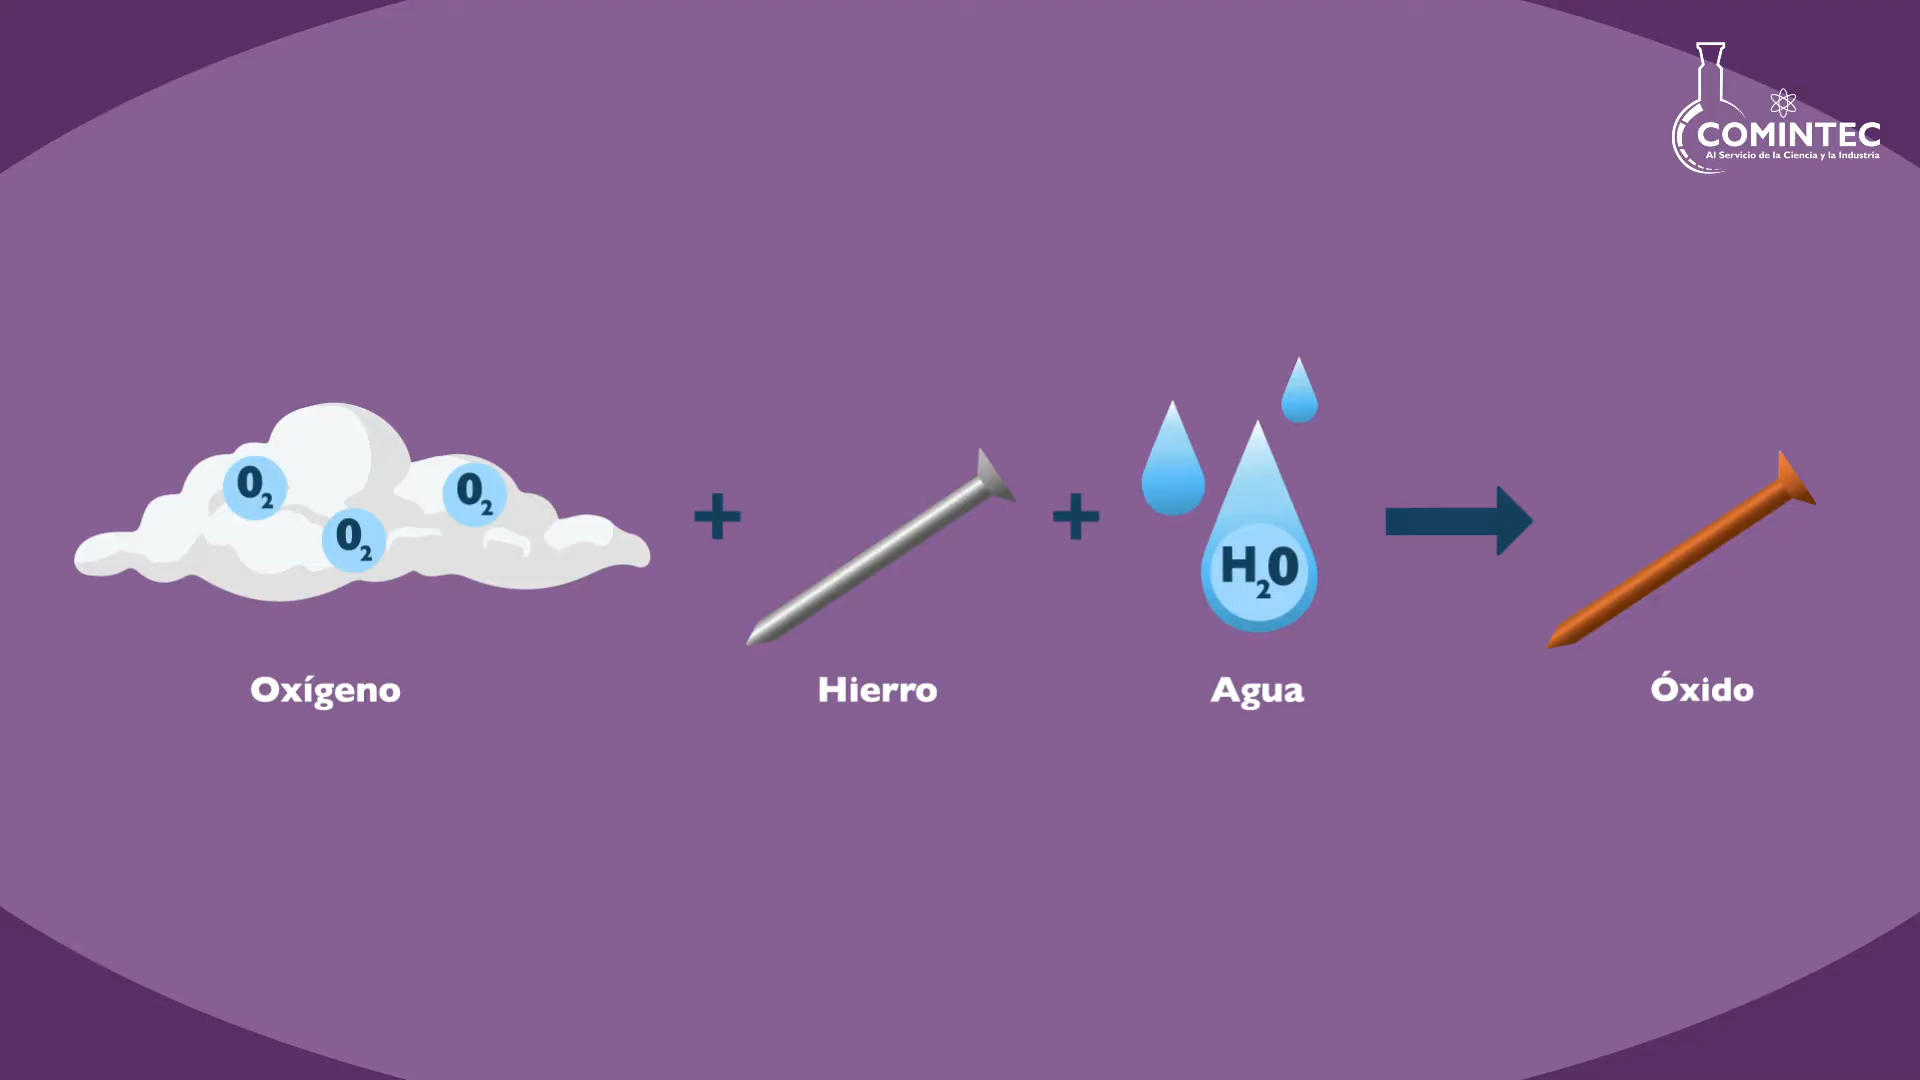 COMINTEC
Al Servicio de la Ciencia y la Industria
O₂
O₂
O₂
+
+
H₂O
Oxígeno
Hierro
Agua
Óxido